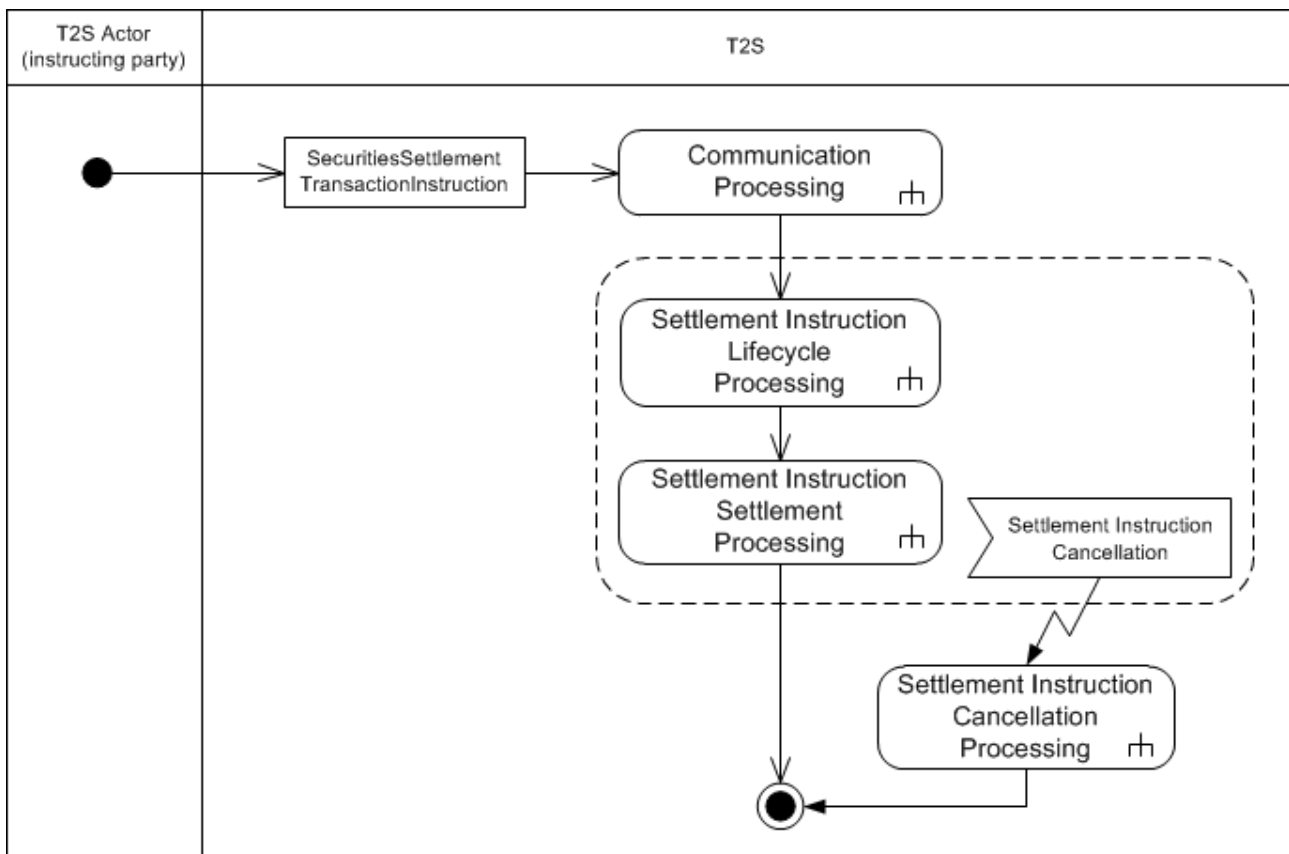 T2S Actor
(instructing party)
T2S
SecuritiesSettlement
TransactionInstruction
Communication
Processing
Settlement Instruction
Lifecycle
Processing
Settlement Instruction
Settlement
Processing
Settlement Instruction
Cancellation
Settlement Instruction
Cancellation
Processing